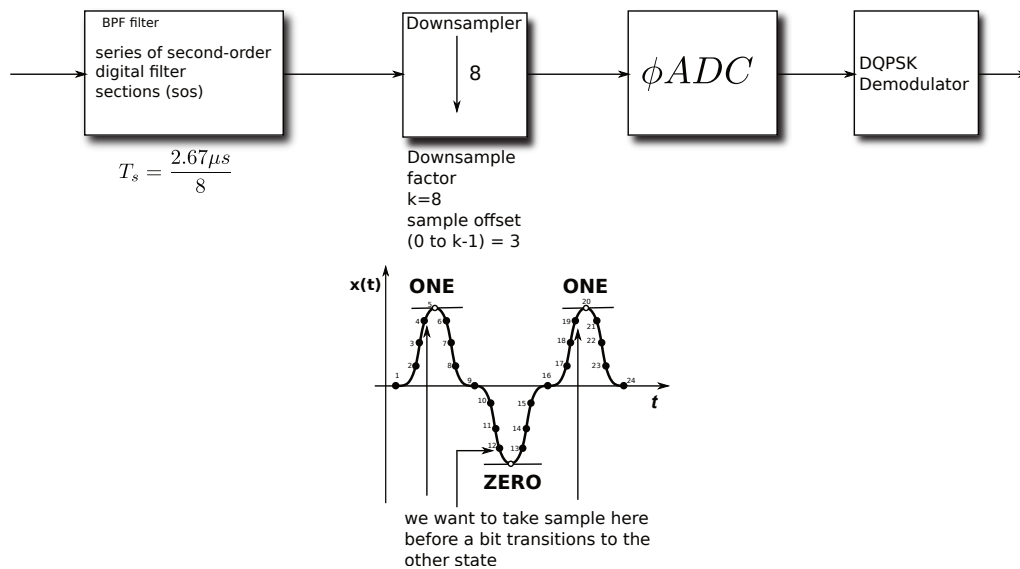 BPF filter
series of second-order
digital filter
sections (sos)
Downsampler
8
ϕADC
DQPSK
Demodulator
T_s = 2.67μs / 8
Downsample
factor
k=8
sample offset
(0 to k-1) = 3
x(t)
ONE
ONE
1
2
3
4
5
6
7
8
9
10
11
12
13
14
15
16
17
18
19
20
21
22
23
24
t
ZERO
we want to take sample here
before a bit transitions to the
other state